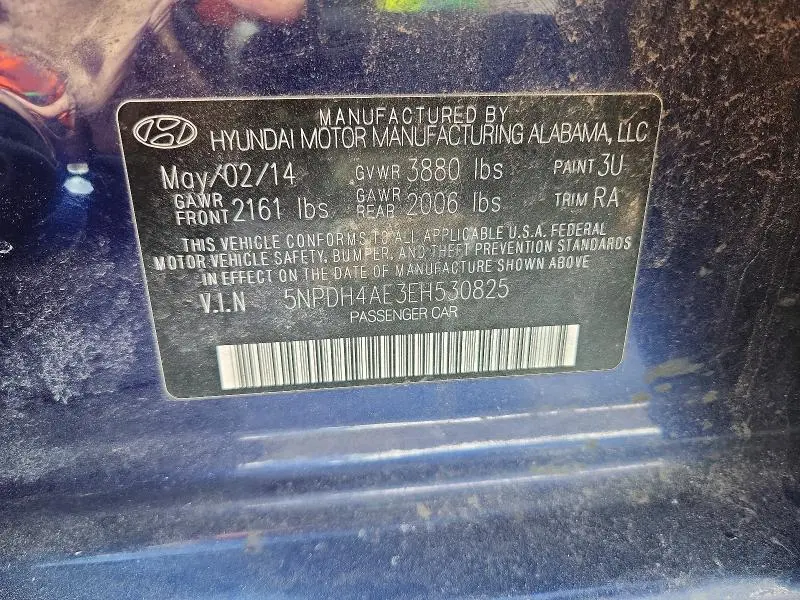 MANUFACTURED BY
HYUNDAI MOTOR MANUFACTURING ALABAMA, LLC
May/02/14 GVWR 3880 lbs PAINT 3U
GAWR FRONT 2161 lbs GAWR REAR 2006 lbs TRIM RA
THIS VEHICLE CONFORMS TO ALL APPLICABLE U.S.A. FEDERAL
MOTOR VEHICLE SAFETY, BUMPER, AND THEFT PREVENTION STANDARDS
IN EFFECT ON THE DATE OF MANUFACTURE SHOWN ABOVE
V.I.N 5NPDH4AE3EH530825
PASSENGER CAR